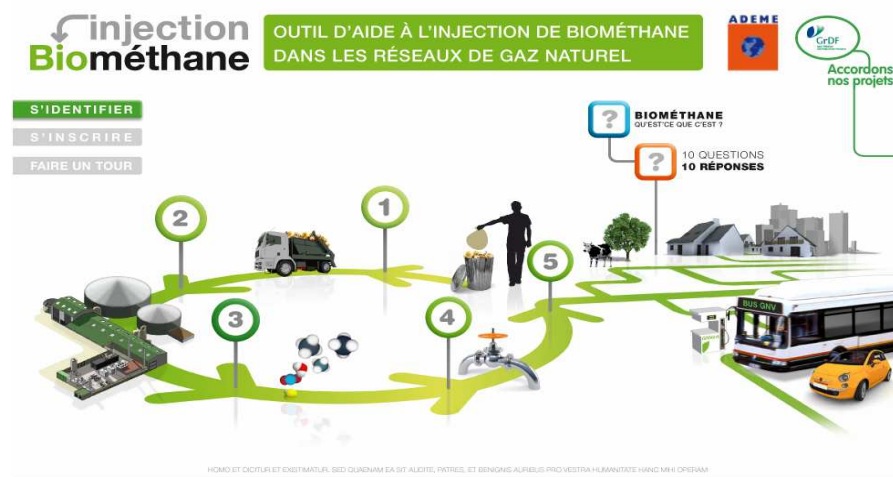 injection
Biométhane
OUTIL D'AIDE À L'INJECTION DE BIOMÉTHANE
DANS LES RÉSEAUX DE GAZ NATUREL
ADEME
GrDF
Accordons
nos projets
S'IDENTIFIER
S'INSCRIRE
FAIRE UN TOUR
?
BIOMÉTHANE
QU'EST'CE QUE C'EST ?
?
10 QUESTIONS
10 RÉPONSES
1
2
3
4
5
BUS GNV
HOMO ET DICITUR ET EXISTIMATUR. SED QUAENAM EA SIT AUDITE, PATRES, ET BENIGNIS AURIBUS PRO VESTRA HUMANITATE HANC MIHI OPERAM